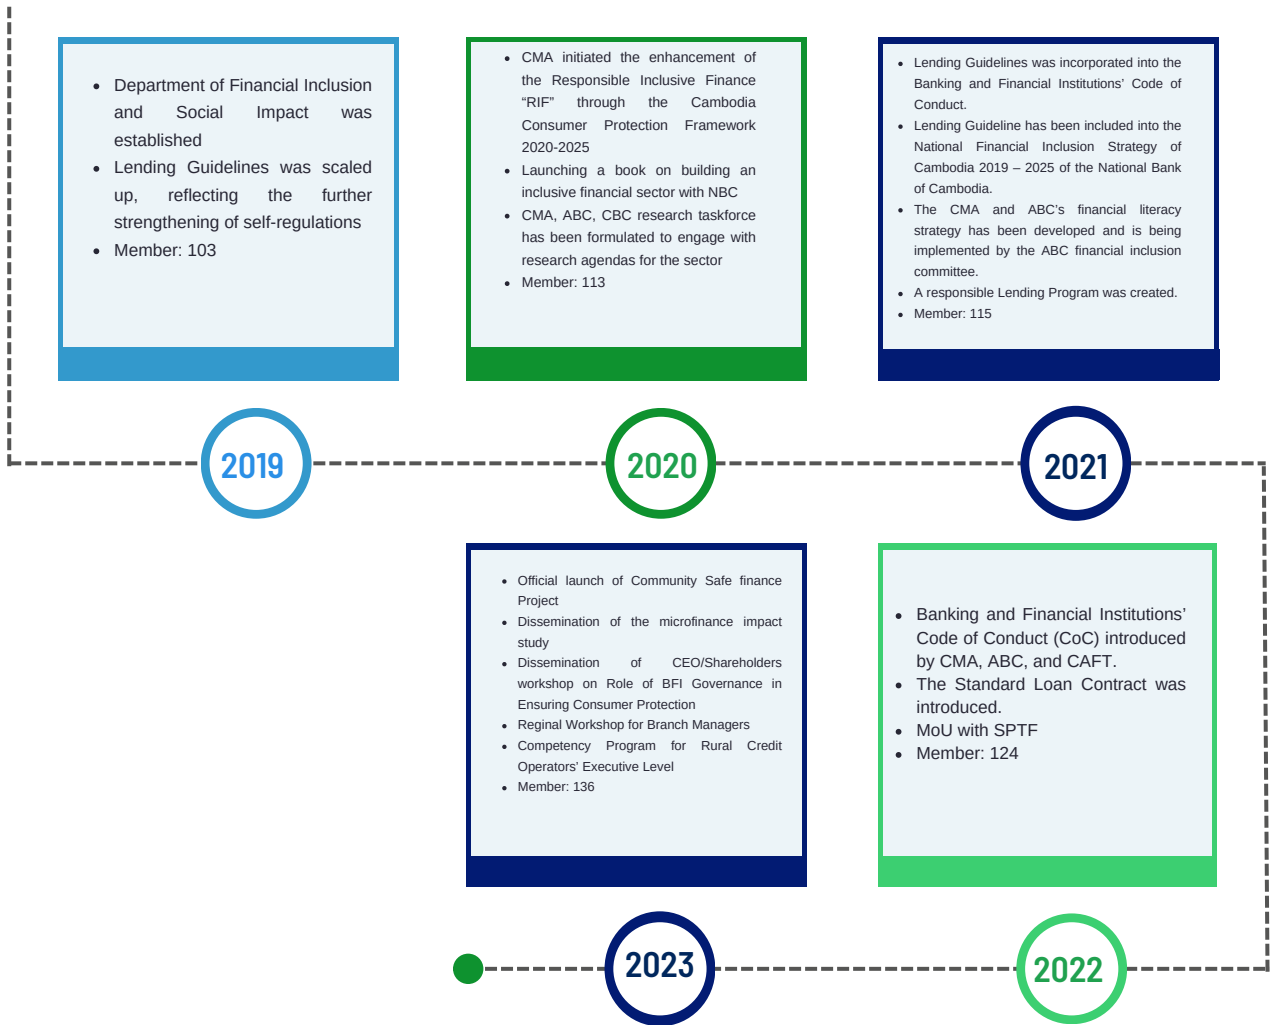 • Department of Financial Inclusion
and Social Impact was
established
• Lending Guidelines was scaled
up, reflecting the further
strengthening of self-regulations
• Member: 103
• CMA initiated the enhancement of
the Responsible Inclusive Finance
“RIF” through the Cambodia
Consumer Protection Framework
2020-2025
• Launching a book on building an
inclusive financial sector with NBC
• CMA, ABC, CBC research taskforce
has been formulated to engage with
research agendas for the sector
• Member: 113
• Lending Guidelines was incorporated into the
Banking and Financial Institutions’ Code of
Conduct.
• Lending Guideline has been included into the
National Financial Inclusion Strategy of
Cambodia 2019 – 2025 of the National Bank
of Cambodia.
• The CMA and ABC’s financial literacy
strategy has been developed and is being
implemented by the ABC financial inclusion
committee.
• A responsible Lending Program was created.
• Member: 115
2019
2020
2021
• Official launch of Community Safe finance
Project
• Dissemination of the microfinance impact
study
• Dissemination of CEO/Shareholders
workshop on Role of BFI Governance in
Ensuring Consumer Protection
• Reginal Workshop for Branch Managers
• Competency Program for Rural Credit
Operators’ Executive Level
• Member: 136
• Banking and Financial Institutions’
Code of Conduct (CoC) introduced
by CMA, ABC, and CAFT.
• The Standard Loan Contract was
introduced.
• MoU with SPTF
• Member: 124
2023
2022